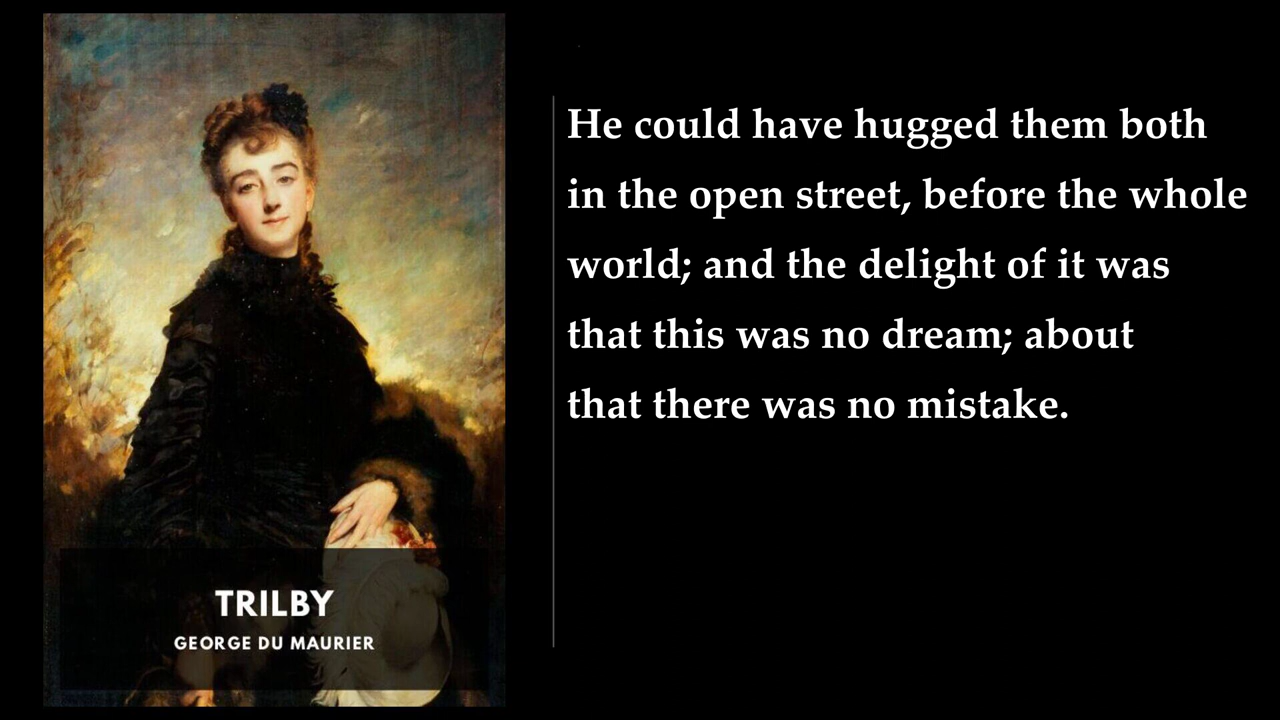 TRILBY
GEORGE DU MAURIER
He could have hugged them both
in the open street, before the whole
world; and the delight of it was
that this was no dream; about
that there was no mistake.